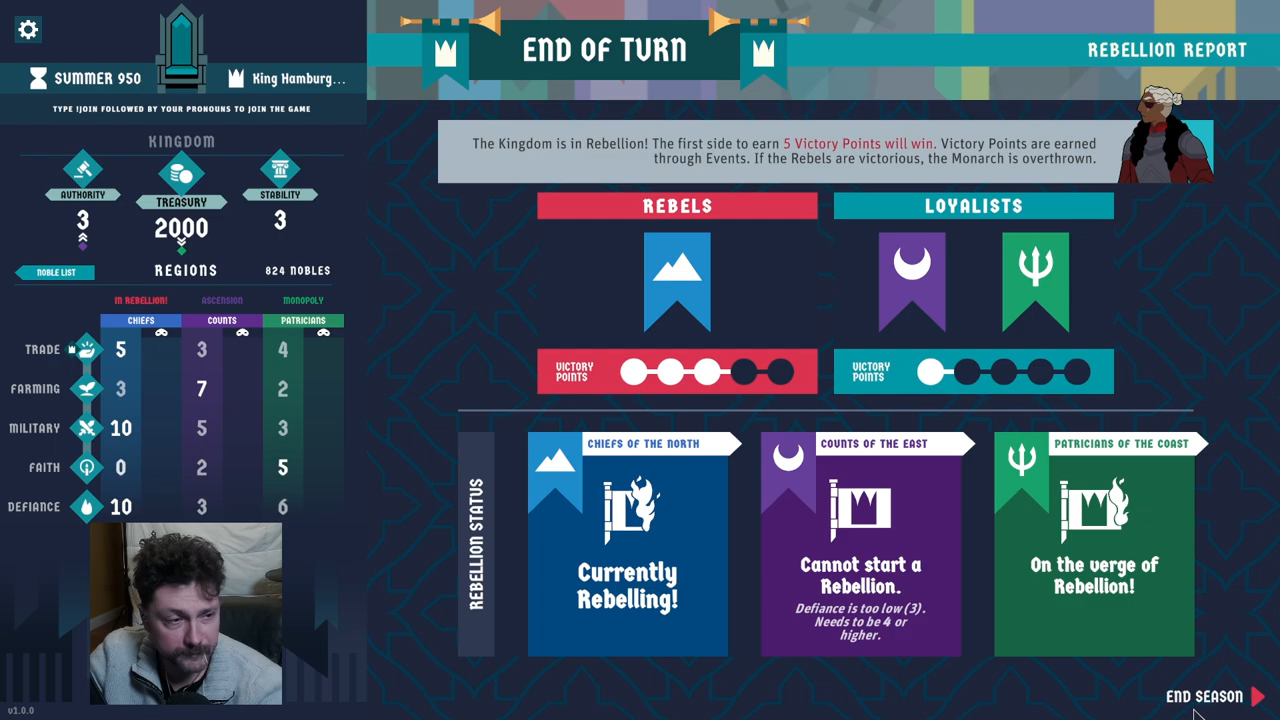 SUMMER 950
King Hamburg...
TYPE !JOIN FOLLOWED BY YOUR PRONOUNS TO JOIN THE GAME
KINGDOM
AUTHORITY
3
TREASURY
2000
STABILITY
3
NOBLE LIST
REGIONS
824 NOBLES
IN REBELLION!
ASCENSION
MONOPOLY
CHIEFS
COUNTS
PATRICIANS
TRADE 5 3 4
FARMING 3 7 2
MILITARY 10 5 3
FAITH 0 2 5
DEFIANCE 10 3 6
v1.0.0
END OF TURN
REBELLION REPORT
The Kingdom is in Rebellion! The first side to earn 5 Victory Points will win. Victory Points are earned
through Events. If the Rebels are victorious, the Monarch is overthrown.
REBELS
LOYALISTS
VICTORY
POINTS
VICTORY
POINTS
REBELLION STATUS
CHIEFS OF THE NORTH
Currently
Rebelling!
COUNTS OF THE EAST
Cannot start a
Rebellion.
Defiance is too low (3).
Needs to be 4 or
higher.
PATRICIANS OF THE COAST
On the verge of
Rebellion!
END SEASON